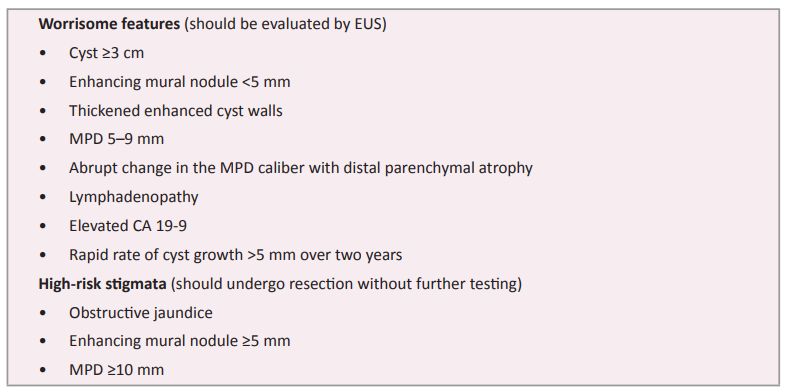 Worrisome features (should be evaluated by EUS)
• Cyst ≥3 cm
• Enhancing mural nodule <5 mm
• Thickened enhanced cyst walls
• MPD 5–9 mm
• Abrupt change in the MPD caliber with distal parenchymal atrophy
• Lymphadenopathy
• Elevated CA 19-9
• Rapid rate of cyst growth >5 mm over two years
High-risk stigmata (should undergo resection without further testing)
• Obstructive jaundice
• Enhancing mural nodule ≥5 mm
• MPD ≥10 mm